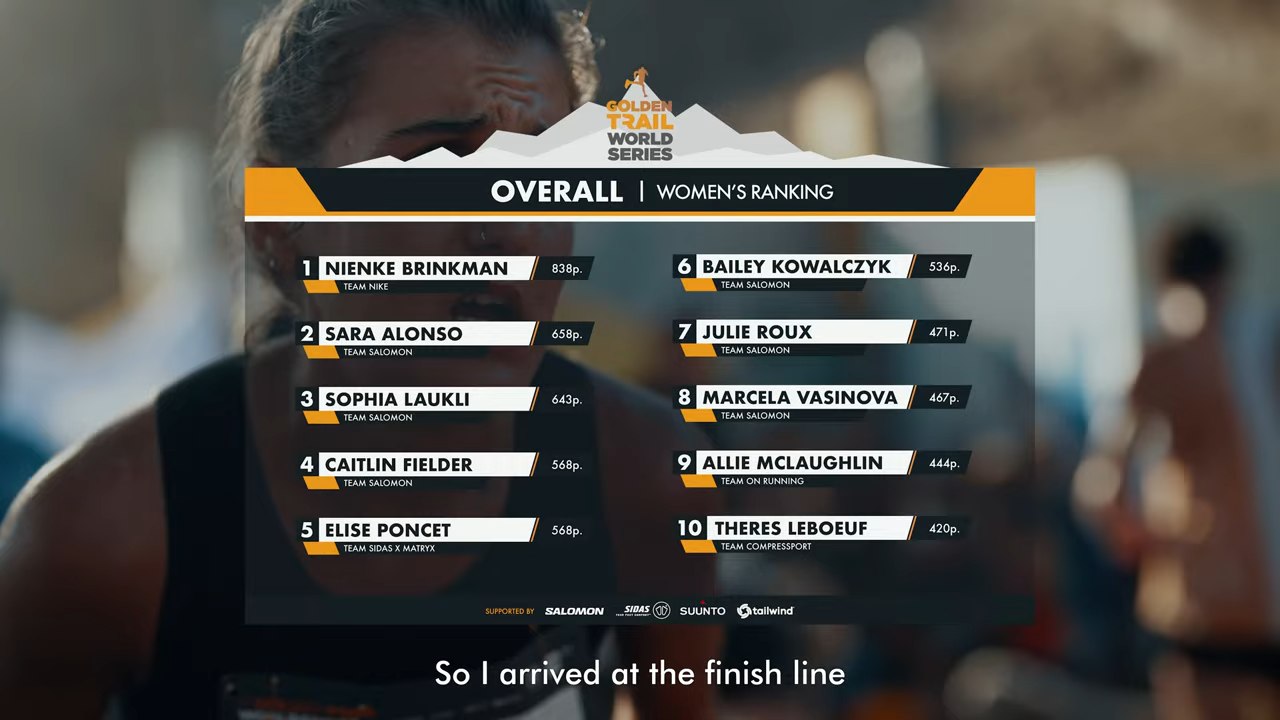 GOLDEN
TRAIL
WORLD
SERIES
OVERALL | WOMEN'S RANKING
1 NIENKE BRINKMAN 838p.
TEAM NIKE
2 SARA ALONSO 658p.
TEAM SALOMON
3 SOPHIA LAUKLI 643p.
TEAM SALOMON
4 CAITLIN FIELDER 568p.
TEAM SALOMON
5 ELISE PONCET 568p.
TEAM SIDAS X MATRYX
6 BAILEY KOWALCZYK 536p.
TEAM SALOMON
7 JULIE ROUX 471p.
TEAM SALOMON
8 MARCELA VASINOVA 467p.
TEAM SALOMON
9 ALLIE MCLAUGHLIN 444p.
TEAM ON RUNNING
10 THERES LEBOEUF 420p.
TEAM COMPRESSPORT
SUPPORTED BY SALOMON SIDAS SUUNTO tailwind
So I arrived at the finish line